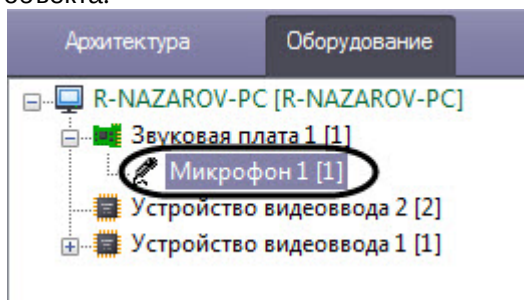 объекта.
Архитектура Оборудование
R-NAZAROV-PC [R-NAZAROV-PC]
Звуковая плата 1 [1]
Микрофон 1 [1]
Устройство видеоввода 2 [2]
Устройство видеоввода 1 [1]